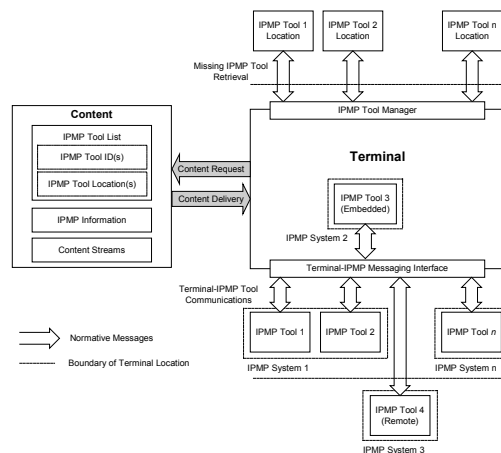 IPMP Tool 1
Location
IPMP Tool 2
Location
IPMP Tool n
Location
Missing IPMP Tool
Retrieval
IPMP Tool Manager
Content
IPMP Tool List
IPMP Tool ID(s)
IPMP Tool Location(s)
IPMP Information
Content Streams
Content Request
Content Delivery
Terminal
IPMP Tool 3
(Embedded)
IPMP System 2
Terminal-IPMP Messaging Interface
Terminal-IPMP Tool
Communications
IPMP Tool 1
IPMP Tool 2
IPMP Tool n
IPMP System 1
IPMP System n
Normative Messages
Boundary of Terminal Location
IPMP Tool 4
(Remote)
IPMP System 3